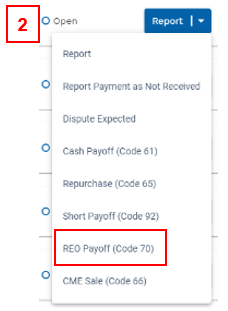 2
Open
Report
Report
Report Payment as Not Received
Dispute Expected
Cash Payoff (Code 61)
Repurchase (Code 65)
Short Payoff (Code 92)
REO Payoff (Code 70)
CME Sale (Code 66)